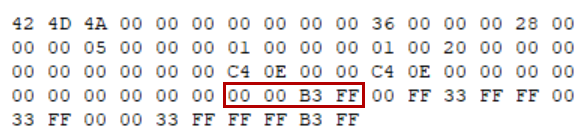 42 4D 4A 00 00 00 00 00 00 00 36 00 00 00 28 00
00 00 05 00 00 00 01 00 00 00 01 00 20 00 00 00
00 00 00 00 00 00 C4 0E 00 00 C4 0E 00 00 00 00
00 00 00 00 00 00 00 00 B3 FF 00 FF 33 FF FF 00
33 FF 00 00 33 FF FF FF B3 FF